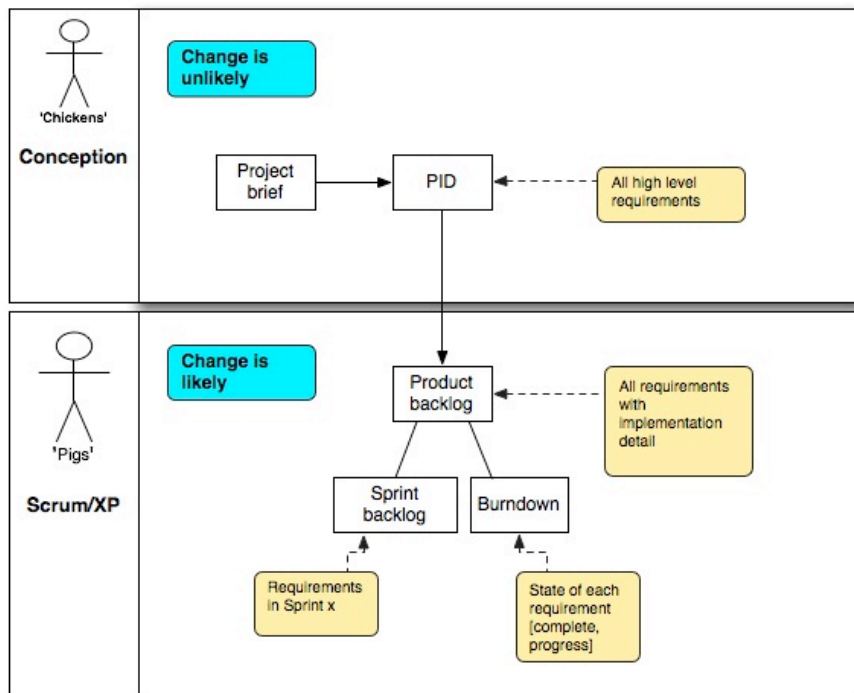 'Chickens'
Conception
Change is
unlikely
Project
brief
PID
All high level
requirements
'Pigs'
Scrum/XP
Change is
likely
Product
backlog
All requirements
with
implementation
detail
Sprint
backlog
Burndown
Requirements
in Sprint x
State of each
requirement
[complete,
progress]